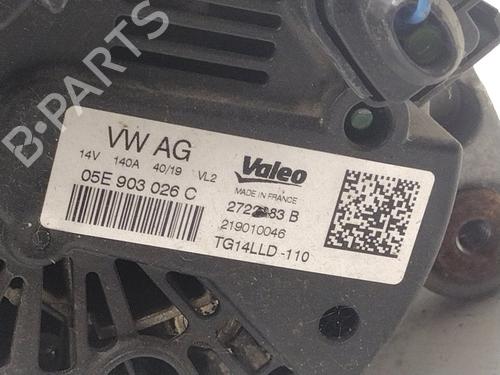 B-PARTS
VW AG
14V 140A 40/19 VL2
05E 903 026 C
Valeo
MADE IN FRANCE
219010046
TG14LLD -110